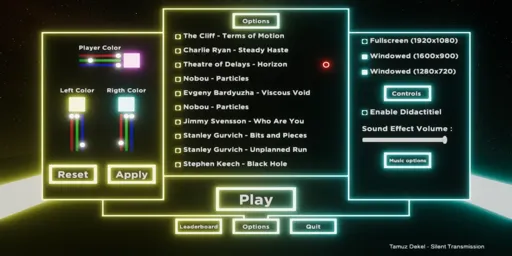 Player Color
Left Color
Rigth Color
Reset
Apply
Options
The Cliff - Terms of Motion
Charlie Ryan - Steady Haste
Theatre of Delays - Horizon
Nobou - Particles
Evgeny Bardyuzha - Viscous Void
Nobou - Particles
Jimmy Svensson - Who Are You
Stanley Gurvich - Bits and Pieces
Stanley Gurvich - Unplanned Run
Stephen Keech - Black Hole
Fullscreen (1920x1080)
Windowed (1600x900)
Windowed (1280x720)
Controls
Enable Didactitiel
Sound Effect Volume :
Music options
Play
Leaderboard
Options
Quit
Tamuz Dekel - Silent Transmission